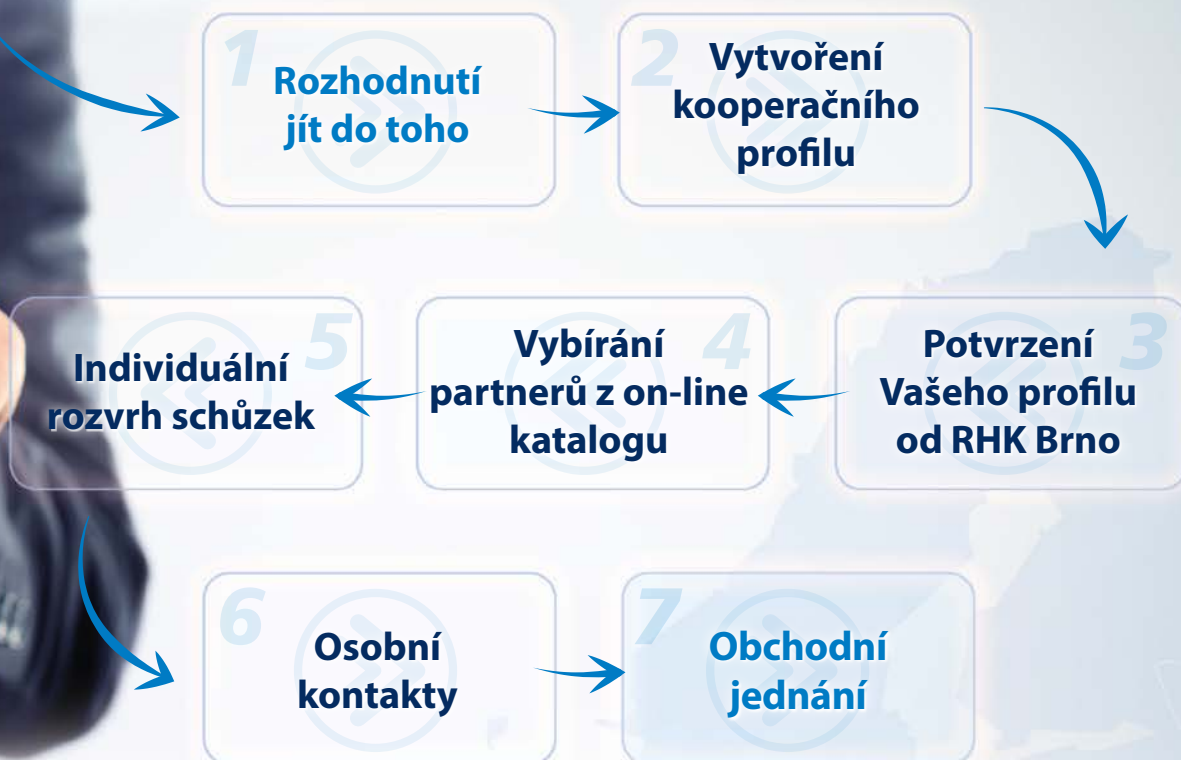 1
Rozhodnutí
jít do toho
2
Vytvoření
kooperačního
profilu
3
Potvrzení
Vašeho profilu
od RHK Brno
4
Vybírání
partnerů z on-line
katalogu
5
Individuální
rozvrh schůzek
6
Osobní
kontakty
7
Obchodní
jednání